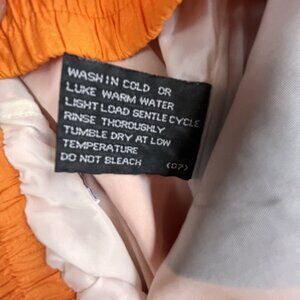 WASH IN COLD OR
LUKE WARM WATER
LIGHT LOAD GENTLE CYCLE
RINSE THOROUGHLY
TUMBLE DRY AT LOW
TEMPERATURE
DO NOT BLEACH (07)